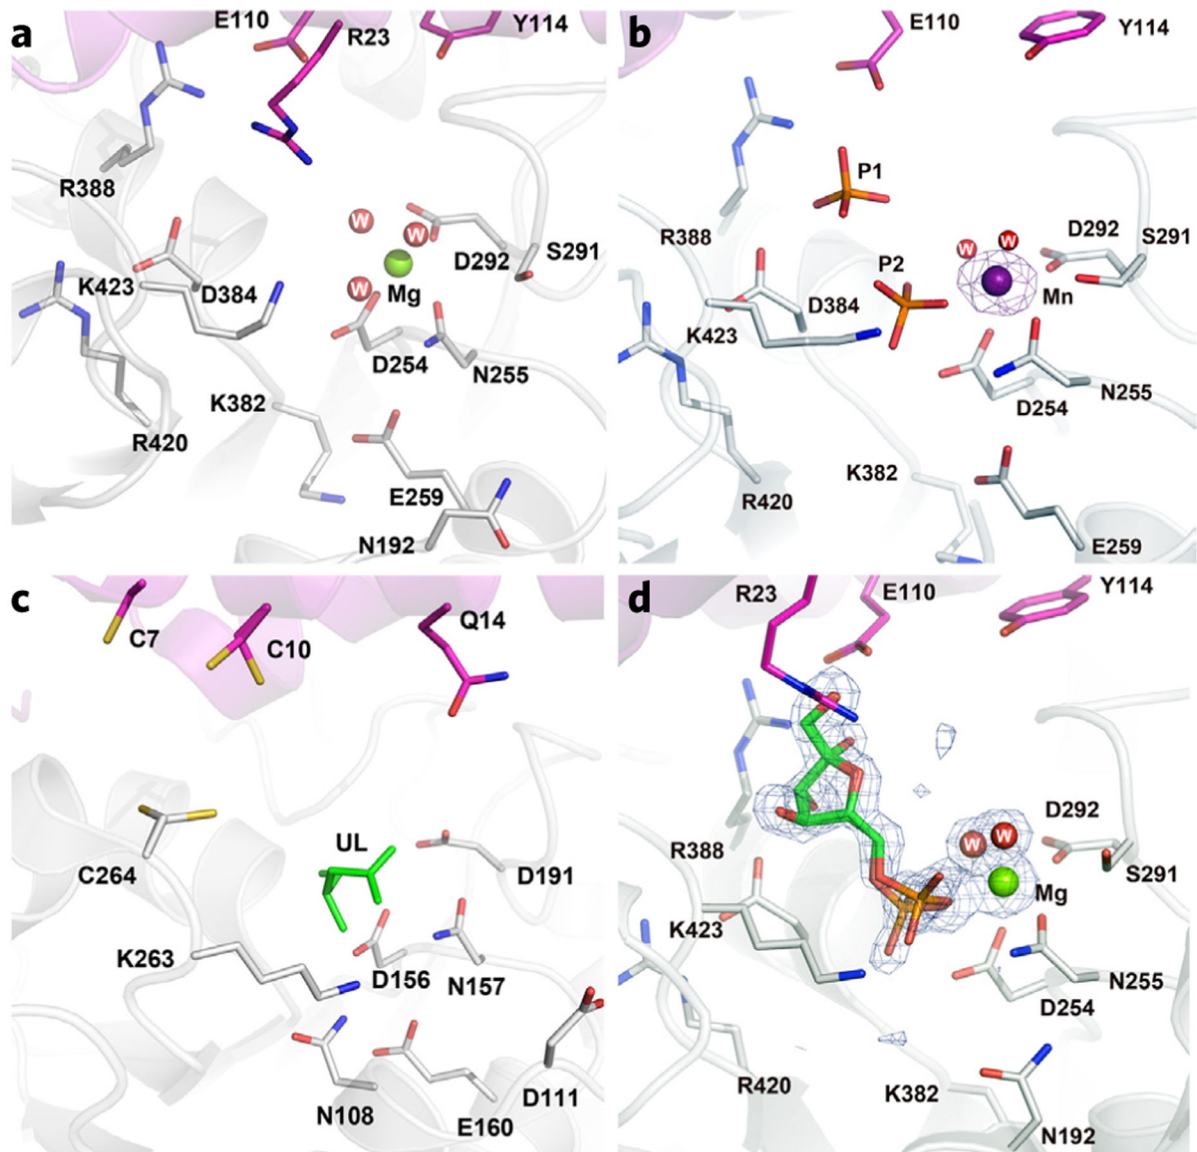 a
E110
R23
Y114
R388
W
W
D292
S291
K423
D384
W
Mg
D254
N255
K382
R420
E259
N192
b
E110
Y114
P1
R388
W
W
D292
S291
P2
Mn
D384
K423
N255
D254
K382
R420
E259
c
C7
C10
Q14
UL
C264
D191
K263
D156
N157
D111
N108
E160
d
R23
E110
Y114
D292
W
W
R388
S291
Mg
K423
N255
D254
R420
K382
N192